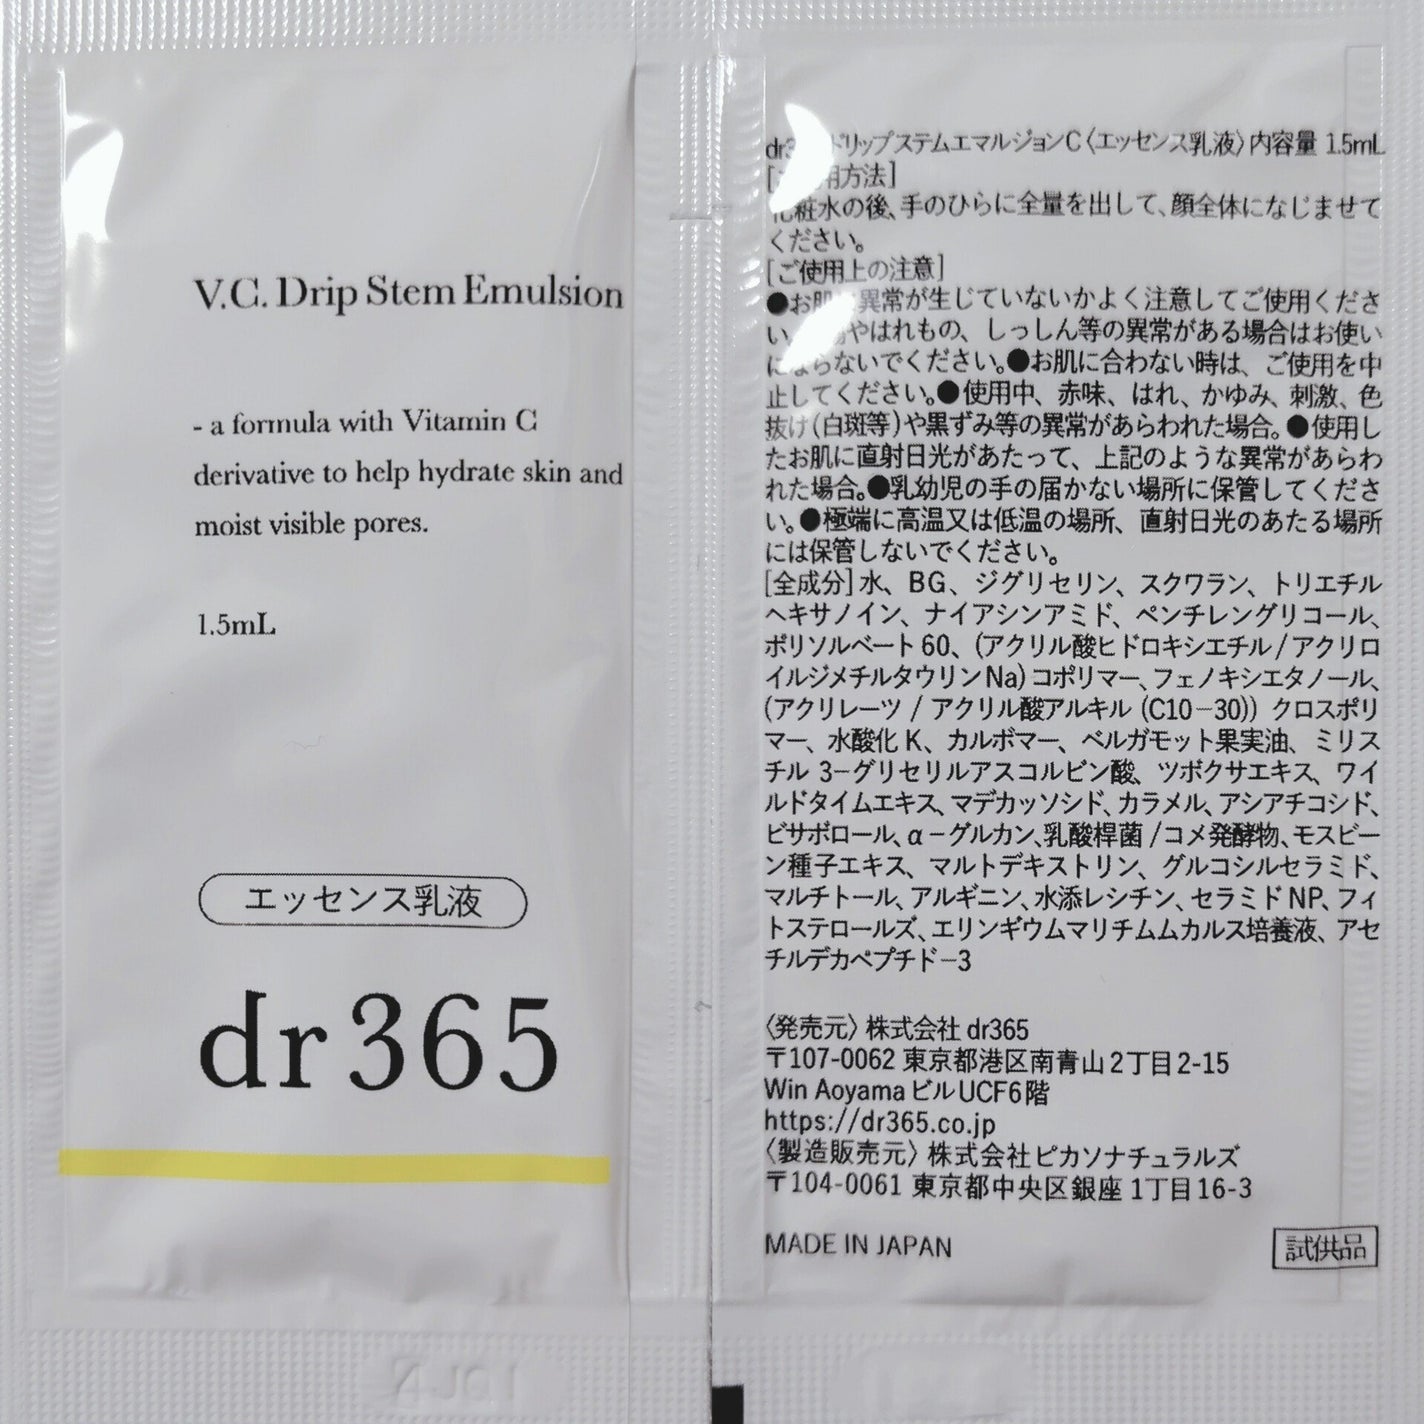 V.C. Drip Stem Emulsion
- a formula with Vitamin C
derivative to help hydrate skin and
moist visible pores.
1.5mL
エッセンス乳液
dr365
ドリップステムエマルジョンC〈エッセンス乳液〉内容量 1.5mL
用方法]
化粧水の後、手のひらに全量を出して、顔全体になじませて
ください。
[ご使用上の注意]
●お肌 異常が生じていないかよく注意してご使用くださ
い。 やはれもの、しっしん等の異常がある場合はお使い
にならないでください。●お肌に合わない時は、ご使用を中
止してください。●使用中、赤味、はれ、かゆみ、刺激、色
抜け(白斑等)や黒ずみ等の異常があらわれた場合。●使用し
たお肌に直射日光があたって、上記のような異常があらわ
れた場合。●乳幼児の手の届かない場所に保管してくださ
い。●極端に高温又は低温の場所、直射日光のあたる場所
には保管しないでください。
[全成分]水、BG、ジグリセリン、スクワラン、トリエチル
ヘキサノイン、ナイアシンアミド、ペンチレングリコール、
ポリソルベート60、(アクリル酸ヒドロキシエチル/アクリロ
イルジメチルタウリンNa)コポリマー、フェノキシエタノール、
(アクリレーツ/アクリル酸アルキル(C10−30))クロスポリ
マー、水酸化K、カルボマー、ベルガモット果実油、ミリス
チル3−グリセリルアスコルビン酸、ツボクサエキス、ワイ
ルドタイムエキス、マデカッソシド、カラメル、アシアチコシド、
ビサボロール、α−グルカン、乳酸桿菌/コメ発酵物、モスビー
ン種子エキス、マルトデキストリン、グルコシルセラミド、
マルチトール、アルギニン、水添レシチン、セラミドNP、フィ
トステロールズ、エリンギウムマリチムムカルス培養液、アセ
チルデカペプチド−3
〈発売元〉株式会社dr365
〒107-0062 東京都港区南青山2丁目2-15
Win AoyamaビルUCF6階
https://dr365.co.jp
〈製造販売元〉株式会社ピカソナチュラルズ
〒104-0061 東京都中央区銀座1丁目16-3
MADE IN JAPAN
試供品